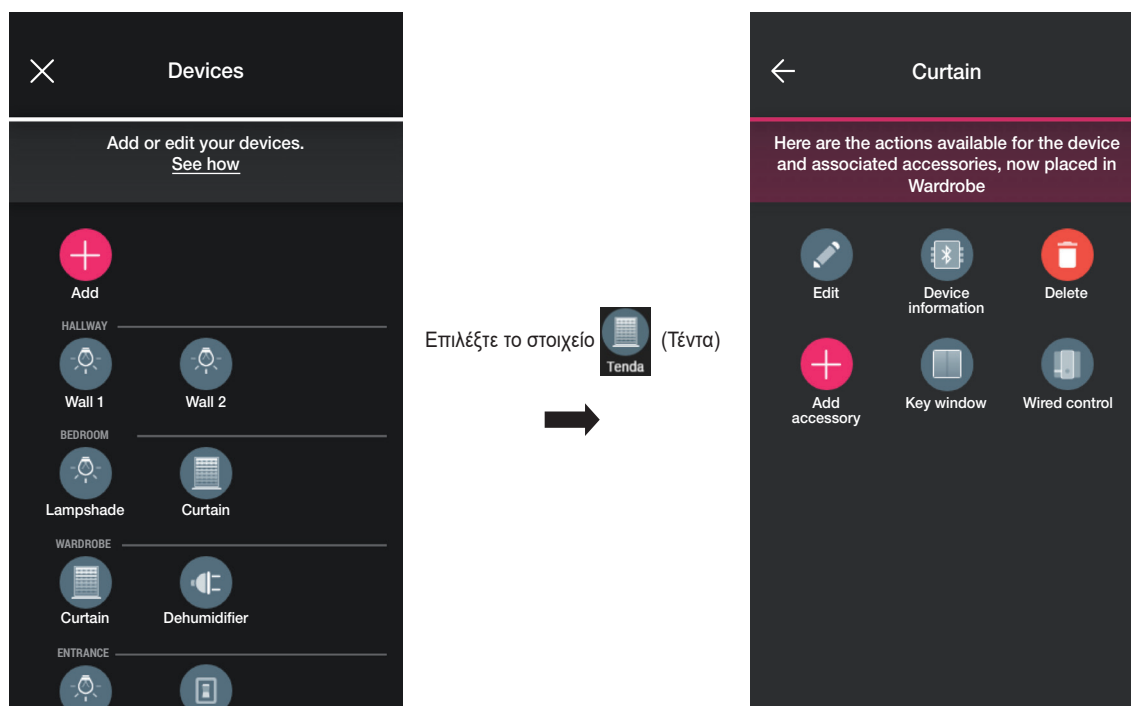 Devices
Add or edit your devices.
See how
Add
HALLWAY
Wall 1
Wall 2
BEDROOM
Lampshade
Curtain
WARDROBE
Curtain
Dehumidifier
ENTRANCE
Επιλέξτε το στοιχείο
Tenda
(Τέντα)
Curtain
Here are the actions available for the device
and associated accessories, now placed in
Wardrobe
Edit
Device
information
Delete
Add
accessory
Key window
Wired control